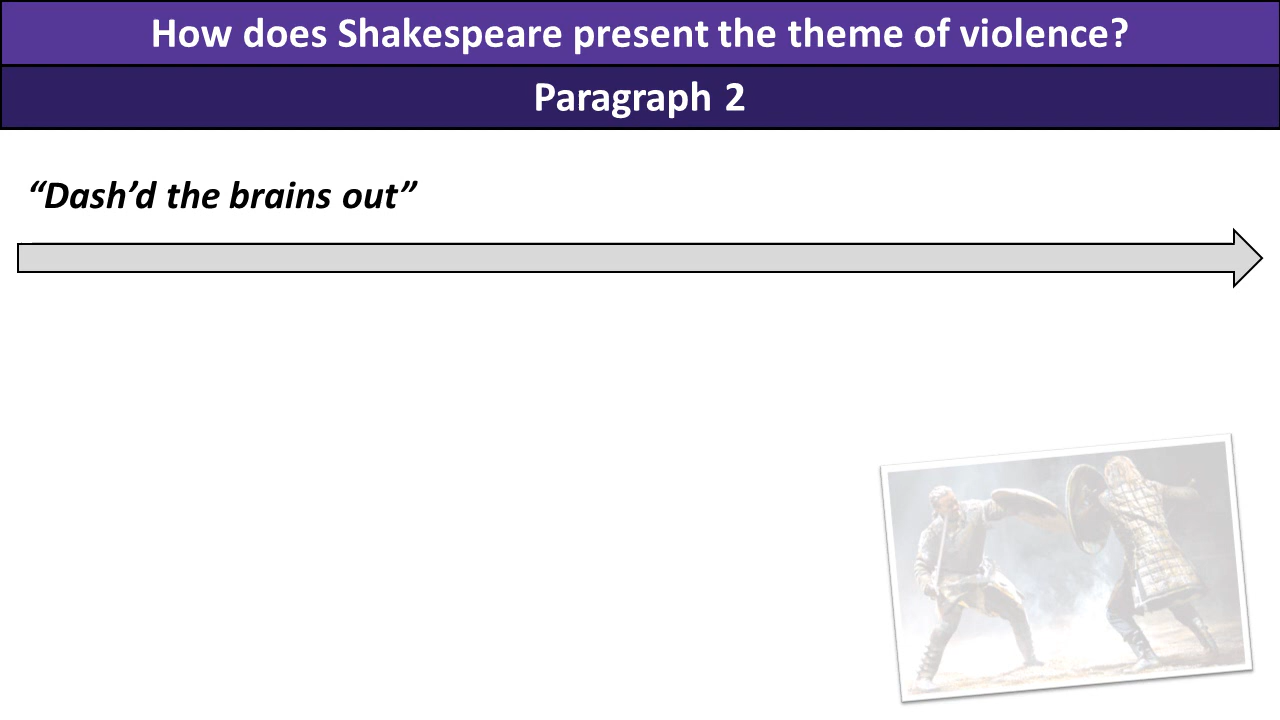 How does Shakespeare present the theme of violence?
Paragraph 2
“Dash’d the brains out”